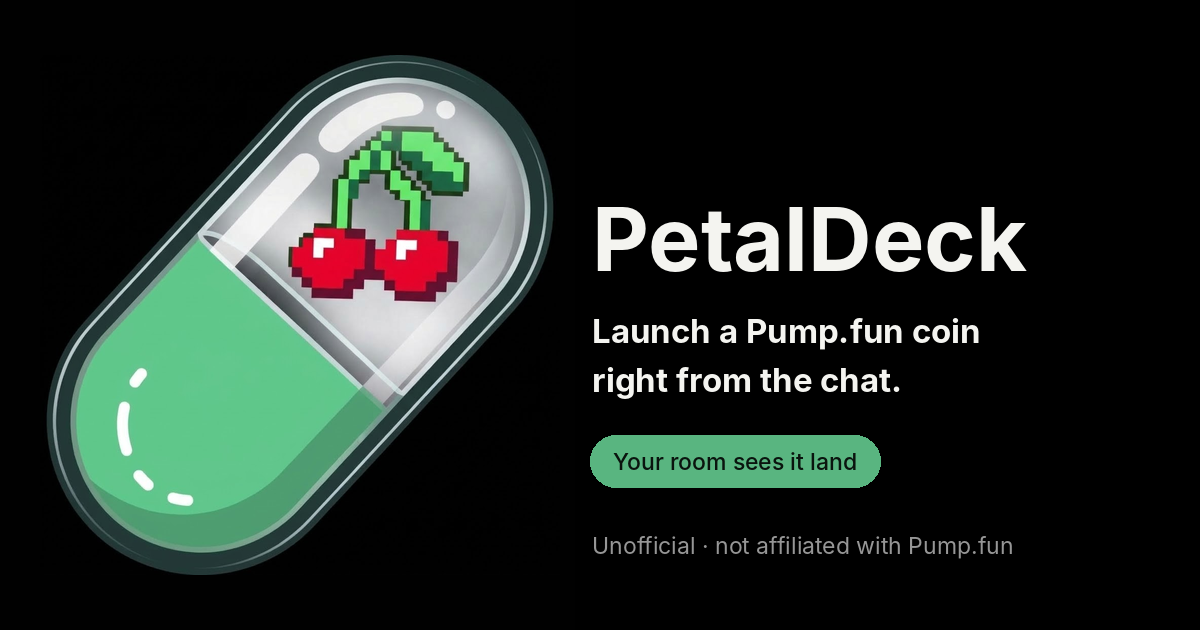 PetalDeck
Launch a Pump.fun coin
right from the chat.
Your room sees it land
Unofficial · not affiliated with Pump.fun